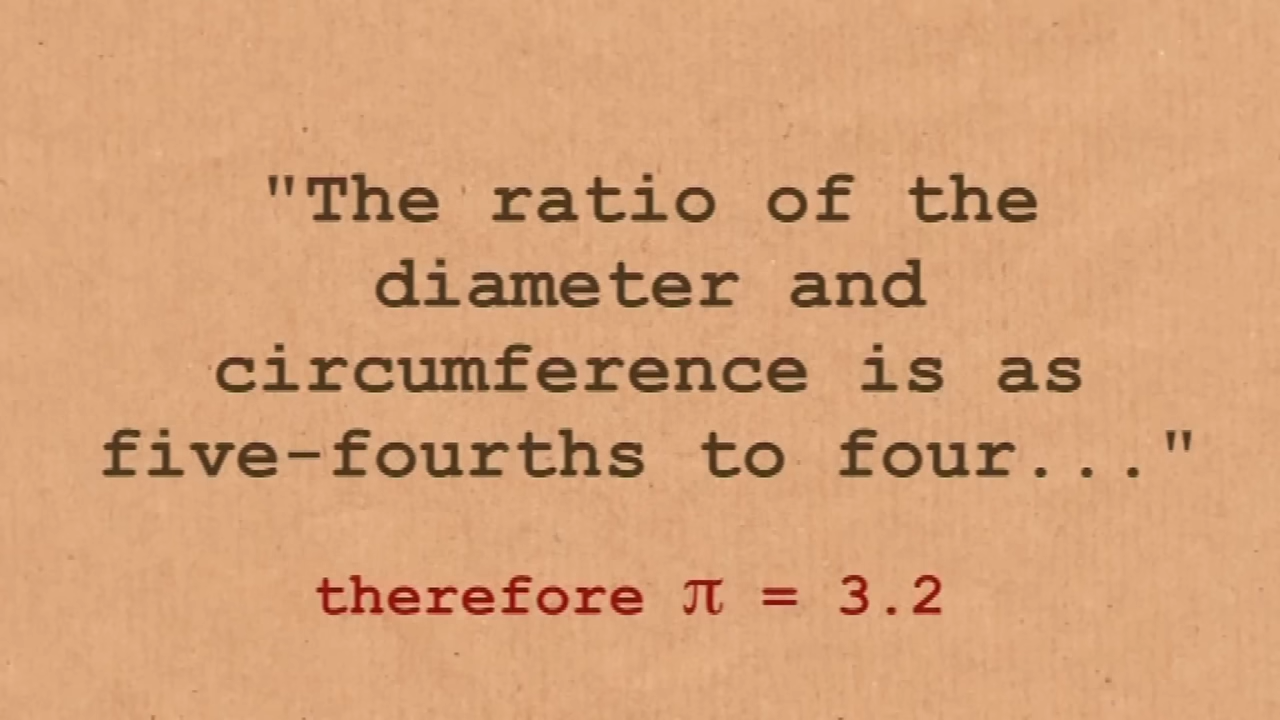 "The ratio of the
diameter and
circumference is as
five-fourths to four..."
therefore π = 3.2